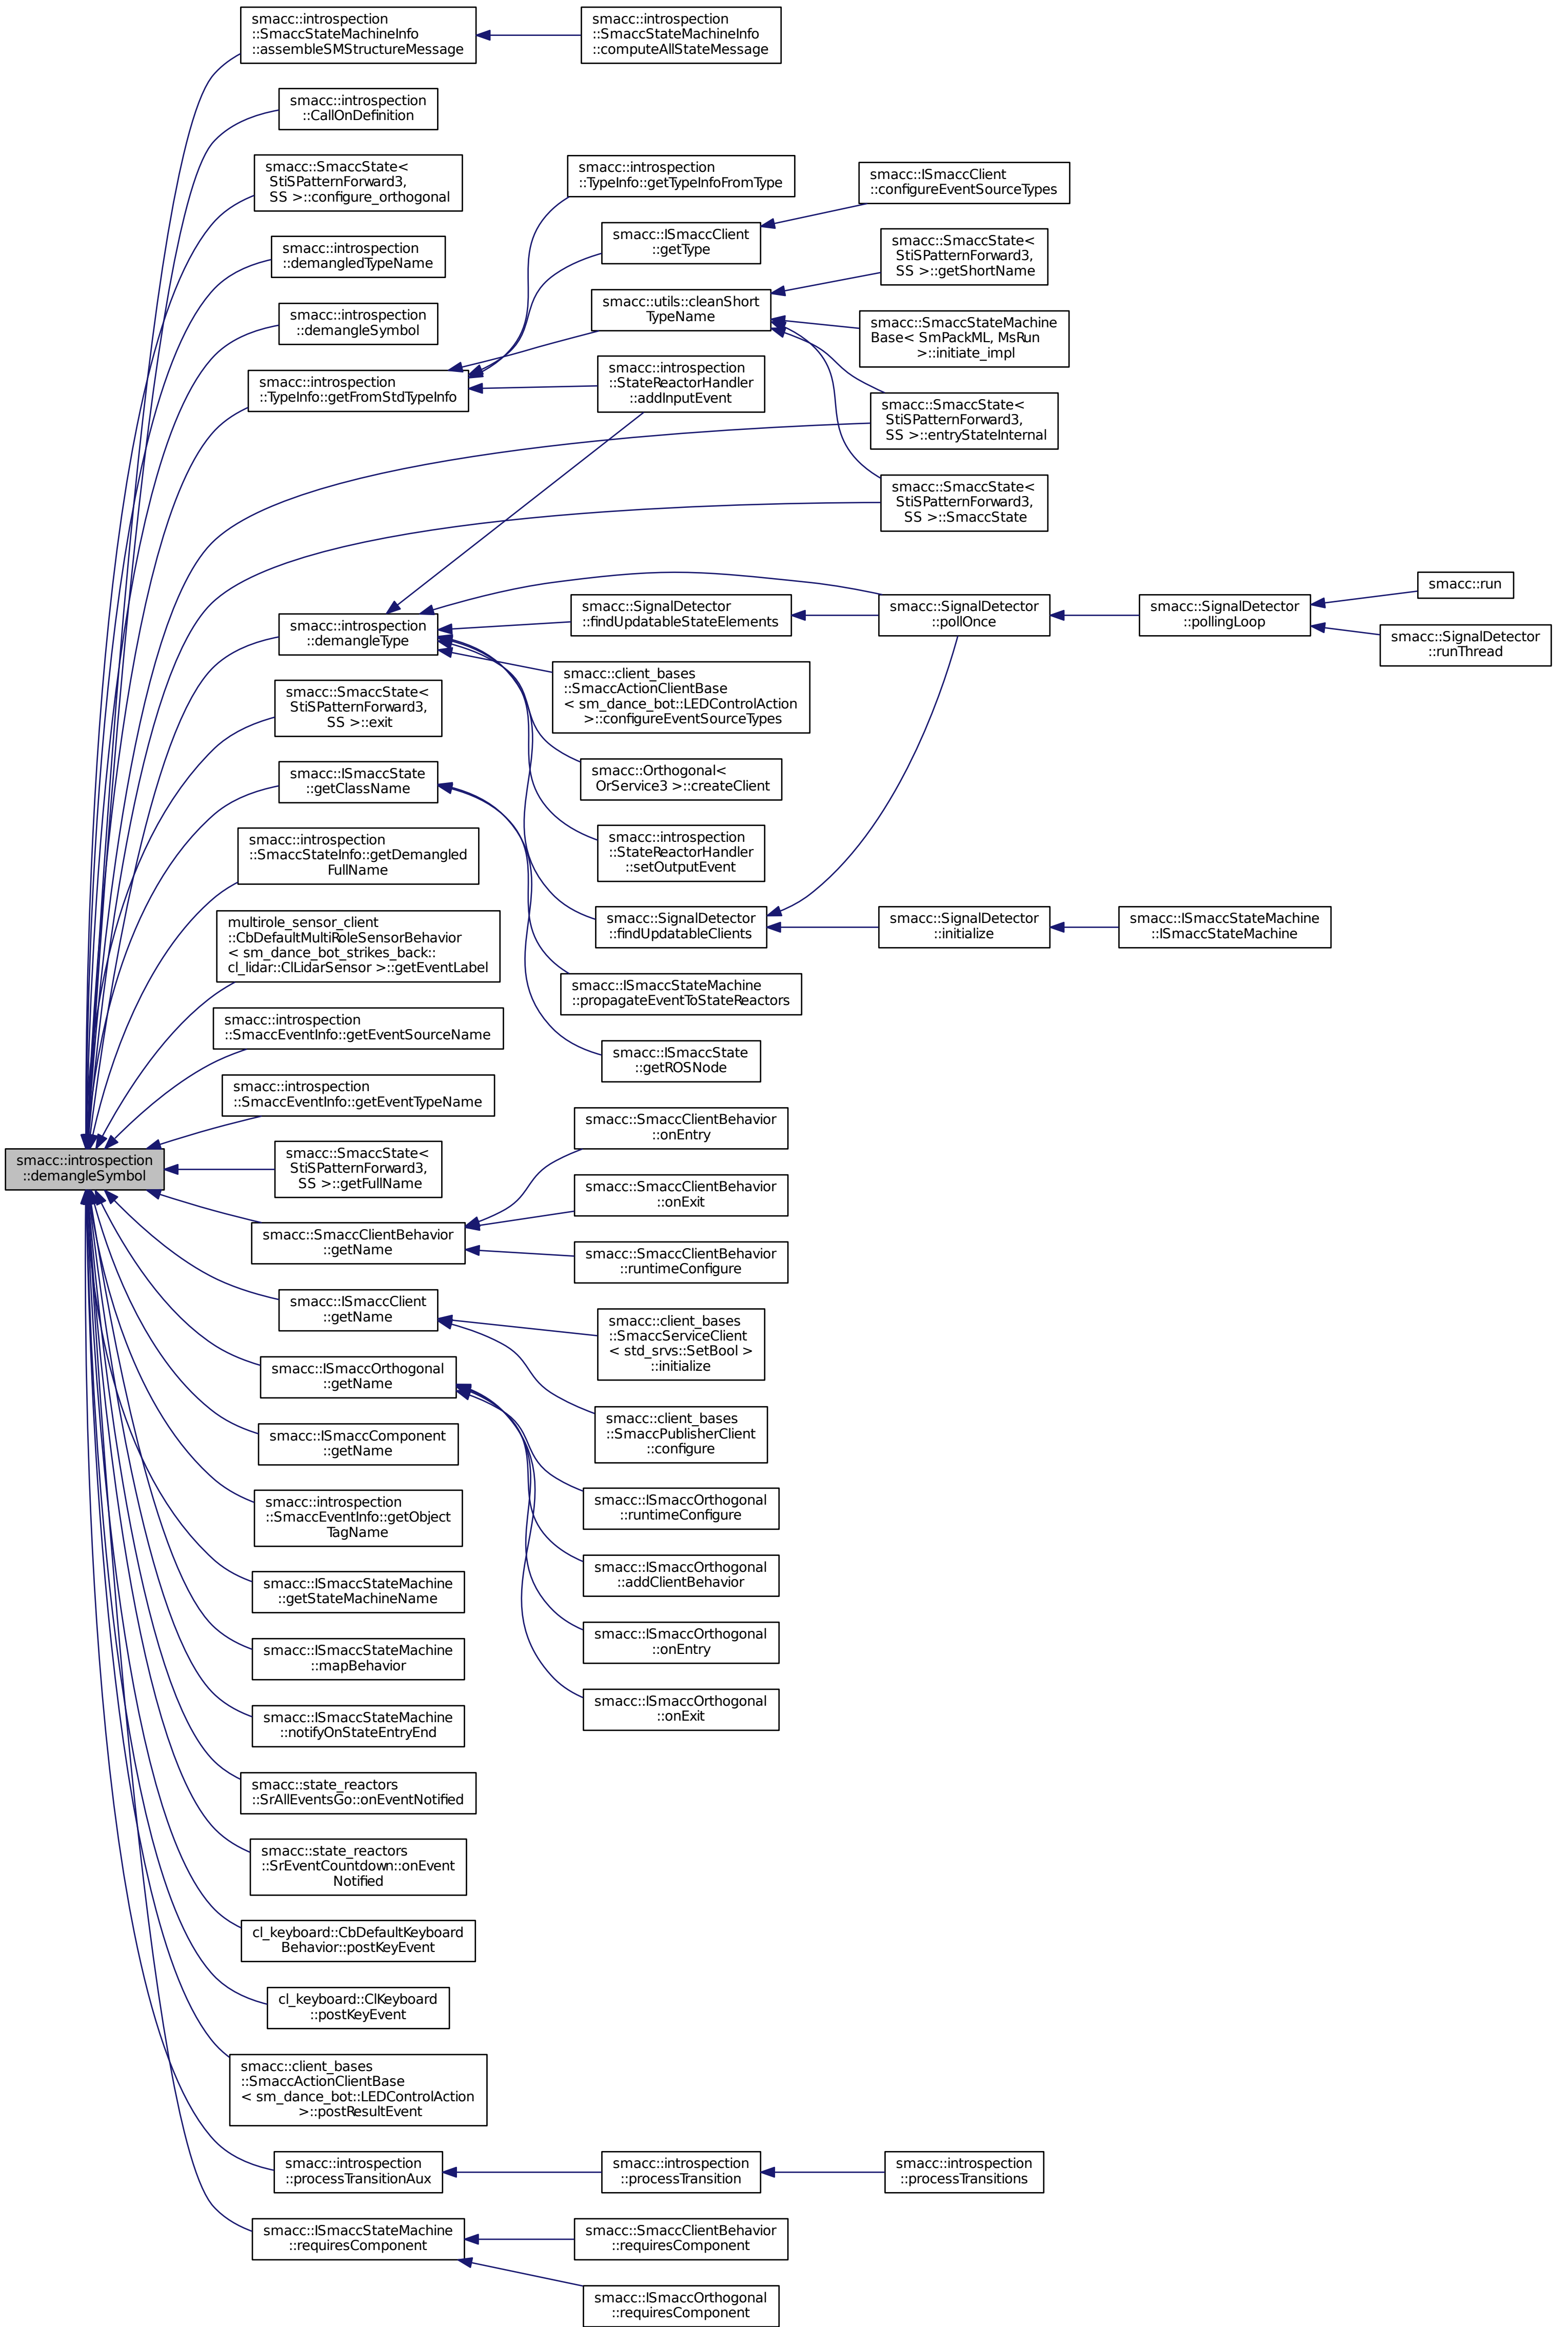 smacc::introspection
::SmaccStateMachineInfo
::assembleSMStructureMessage
smacc::introspection
::SmaccStateMachineInfo
::computeAllStateMessage
smacc::introspection
::CallOnDefinition
smacc::SmaccState<
StiSPatternForward3,
SS >::configure_orthogonal
smacc::introspection
::TypeInfo::getTypeInfoFromType
smacc::ISmaccClient
::configureEventSourceTypes
smacc::introspection
::demangledTypeName
smacc::ISmaccClient
::getType
smacc::SmaccState<
StiSPatternForward3,
SS >::getShortName
smacc::introspection
::demangleSymbol
smacc::utils::cleanShort
TypeName
smacc::SmaccStateMachine
Base< SmPackML, MsRun
>::initiate_impl
smacc::introspection
::TypeInfo::getFromStdTypeInfo
smacc::introspection
::StateReactorHandler
::addInputEvent
smacc::SmaccState<
StiSPatternForward3,
SS >::entryStateInternal
smacc::SmaccState<
StiSPatternForward3,
SS >::SmaccState
smacc::introspection
::demangleType
smacc::SignalDetector
::findUpdatableStateElements
smacc::SignalDetector
::pollOnce
smacc::SignalDetector
::pollingLoop
smacc::run
smacc::SignalDetector
::runThread
smacc::client_bases
::SmaccActionClientBase
< sm_dance_bot::LEDControlAction
>::configureEventSourceTypes
smacc::SmaccState<
StiSPatternForward3,
SS >::exit
smacc::ISmaccState
::getClassName
smacc::Orthogonal<
OrService3 >::createClient
smacc::introspection
::SmaccStateInfo::getDemangled
FullName
smacc::introspection
::StateReactorHandler
::setOutputEvent
multirole_sensor_client
::CbDefaultMultiRoleSensorBehavior
< sm_dance_bot_strikes_back::
cl_lidar::ClLidarSensor >::getEventLabel
smacc::SignalDetector
::findUpdatableClients
smacc::SignalDetector
::initialize
smacc::ISmaccStateMachine
::ISmaccStateMachine
smacc::ISmaccStateMachine
::propagateEventToStateReactors
smacc::introspection
::SmaccEventInfo::getEventSourceName
smacc::ISmaccState
::getROSNode
smacc::introspection
::SmaccEventInfo::getEventTypeName
smacc::introspection
::demangleSymbol
smacc::SmaccState<
StiSPatternForward3,
SS >::getFullName
smacc::SmaccClientBehavior
::onEntry
smacc::SmaccClientBehavior
::onExit
smacc::SmaccClientBehavior
::getName
smacc::SmaccClientBehavior
::runtimeConfigure
smacc::ISmaccClient
::getName
smacc::client_bases
::SmaccServiceClient
< std_srvs::SetBool >
::initialize
smacc::ISmaccOrthogonal
::getName
smacc::client_bases
::SmaccPublisherClient
::configure
smacc::ISmaccComponent
::getName
smacc::introspection
::SmaccEventInfo::getObject
TagName
smacc::ISmaccOrthogonal
::runtimeConfigure
smacc::ISmaccOrthogonal
::addClientBehavior
smacc::ISmaccStateMachine
::getStateMachineName
smacc::ISmaccOrthogonal
::onEntry
smacc::ISmaccStateMachine
::mapBehavior
smacc::ISmaccOrthogonal
::onExit
smacc::ISmaccStateMachine
::notifyOnStateEntryEnd
smacc::state_reactors
::SrAllEventsGo::onEventNotified
smacc::state_reactors
::SrEventCountdown::onEvent
Notified
cl_keyboard::CbDefaultKeyboard
Behavior::postKeyEvent
cl_keyboard::ClKeyboard
::postKeyEvent
smacc::client_bases
::SmaccActionClientBase
< sm_dance_bot::LEDControlAction
>::postResultEvent
smacc::introspection
::processTransitionAux
smacc::introspection
::processTransition
smacc::introspection
::processTransitions
smacc::ISmaccStateMachine
::requiresComponent
smacc::SmaccClientBehavior
::requiresComponent
smacc::ISmaccOrthogonal
::requiresComponent